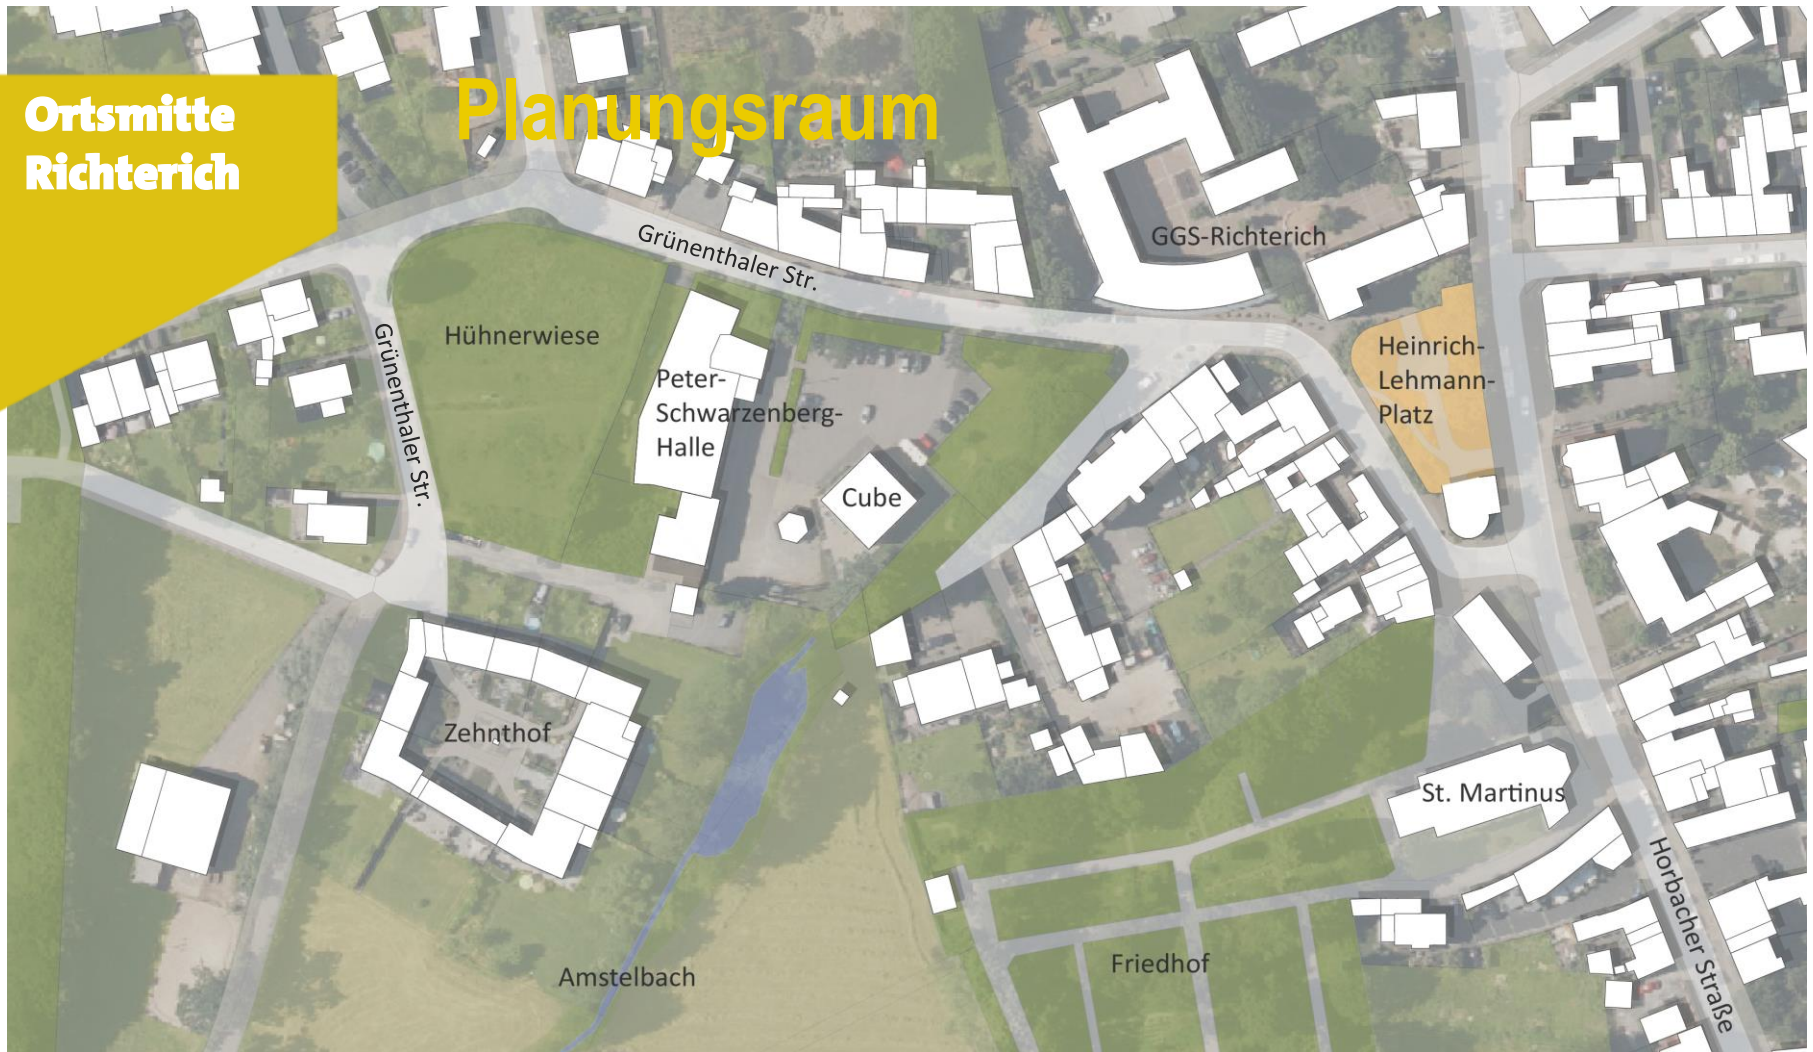 Ortsmitte
Richterich
Planungsraum
Grünenthaler Str.
GGS-Richterich
Hühnerwiese
Grünenthaler Str.
Peter-
Schwarzenberg-
Halle
Heinrich-
Lehmann-
Platz
Cube
Zehnthof
St. Martinus
Horbacher Straße
Amstelbach
Friedhof